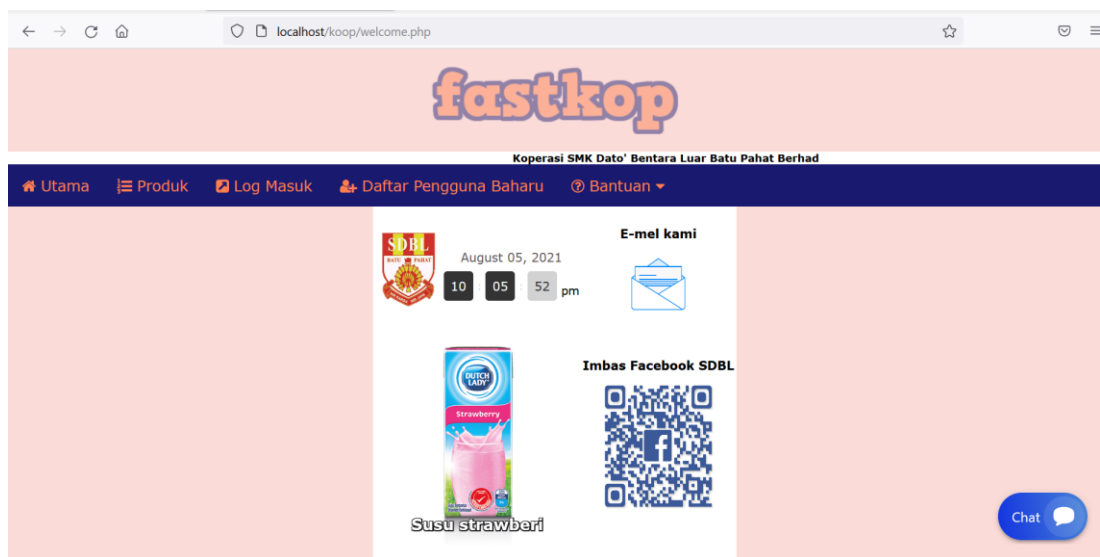 localhost/koop/welcome.php
fastkop
Koperasi SMK Dato' Bentara Luar Batu Pahat Berhad
Utama Produk Log Masuk Daftar Pengguna Baharu Bantuan
SDBL
BATU PAHAT
August 05, 2021
10 : 05 : 52 pm
E-mel kami
DUTCH LADY
Strawberry
Susu strawberi
Imbas Facebook SDBL
Chat